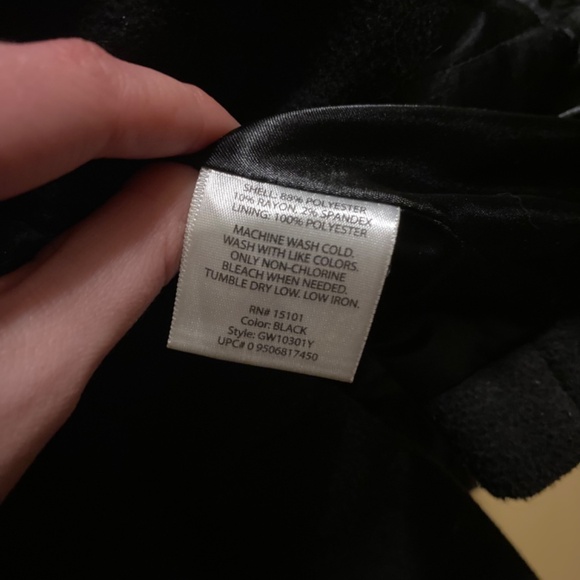 SHELL: 88% POLYESTER
10% RAYON, 2% SPANDEX
LINING: 100% POLYESTER
MACHINE WASH COLD.
WASH WITH LIKE COLORS.
ONLY NON-CHLORINE
BLEACH WHEN NEEDED.
TUMBLE DRY LOW. LOW IRON.
RN# 15101
Color: BLACK
Style: GW10301Y
UPC# 0 9506817450